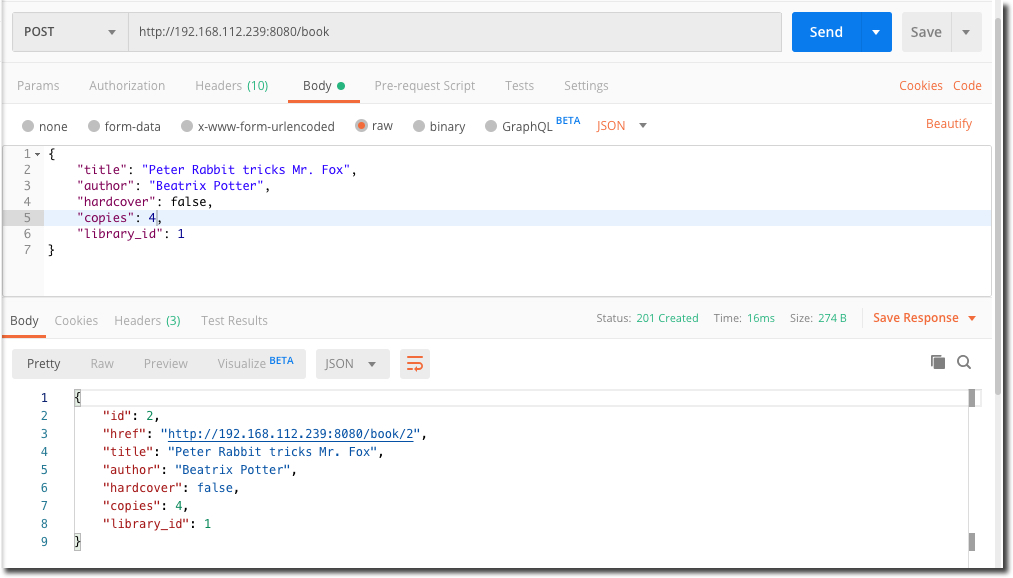 POST http://192.168.112.239:8080/book Send Save
Params Authorization Headers (10) Body Pre-request Script Tests Settings Cookies Code
none form-data x-www-form-urlencoded raw binary GraphQL BETA JSON Beautify
1 {
2 "title": "Peter Rabbit tricks Mr. Fox",
3 "author": "Beatrix Potter",
4 "hardcover": false,
5 "copies": 4,
6 "library_id": 1
7 }
Body Cookies Headers (3) Test Results Status: 201 Created Time: 16ms Size: 274 B Save Response
Pretty Raw Preview Visualize BETA JSON
1 {
2 "id": 2,
3 "href": "http://192.168.112.239:8080/book/2",
4 "title": "Peter Rabbit tricks Mr. Fox",
5 "author": "Beatrix Potter",
6 "hardcover": false,
7 "copies": 4,
8 "library_id": 1
9 }